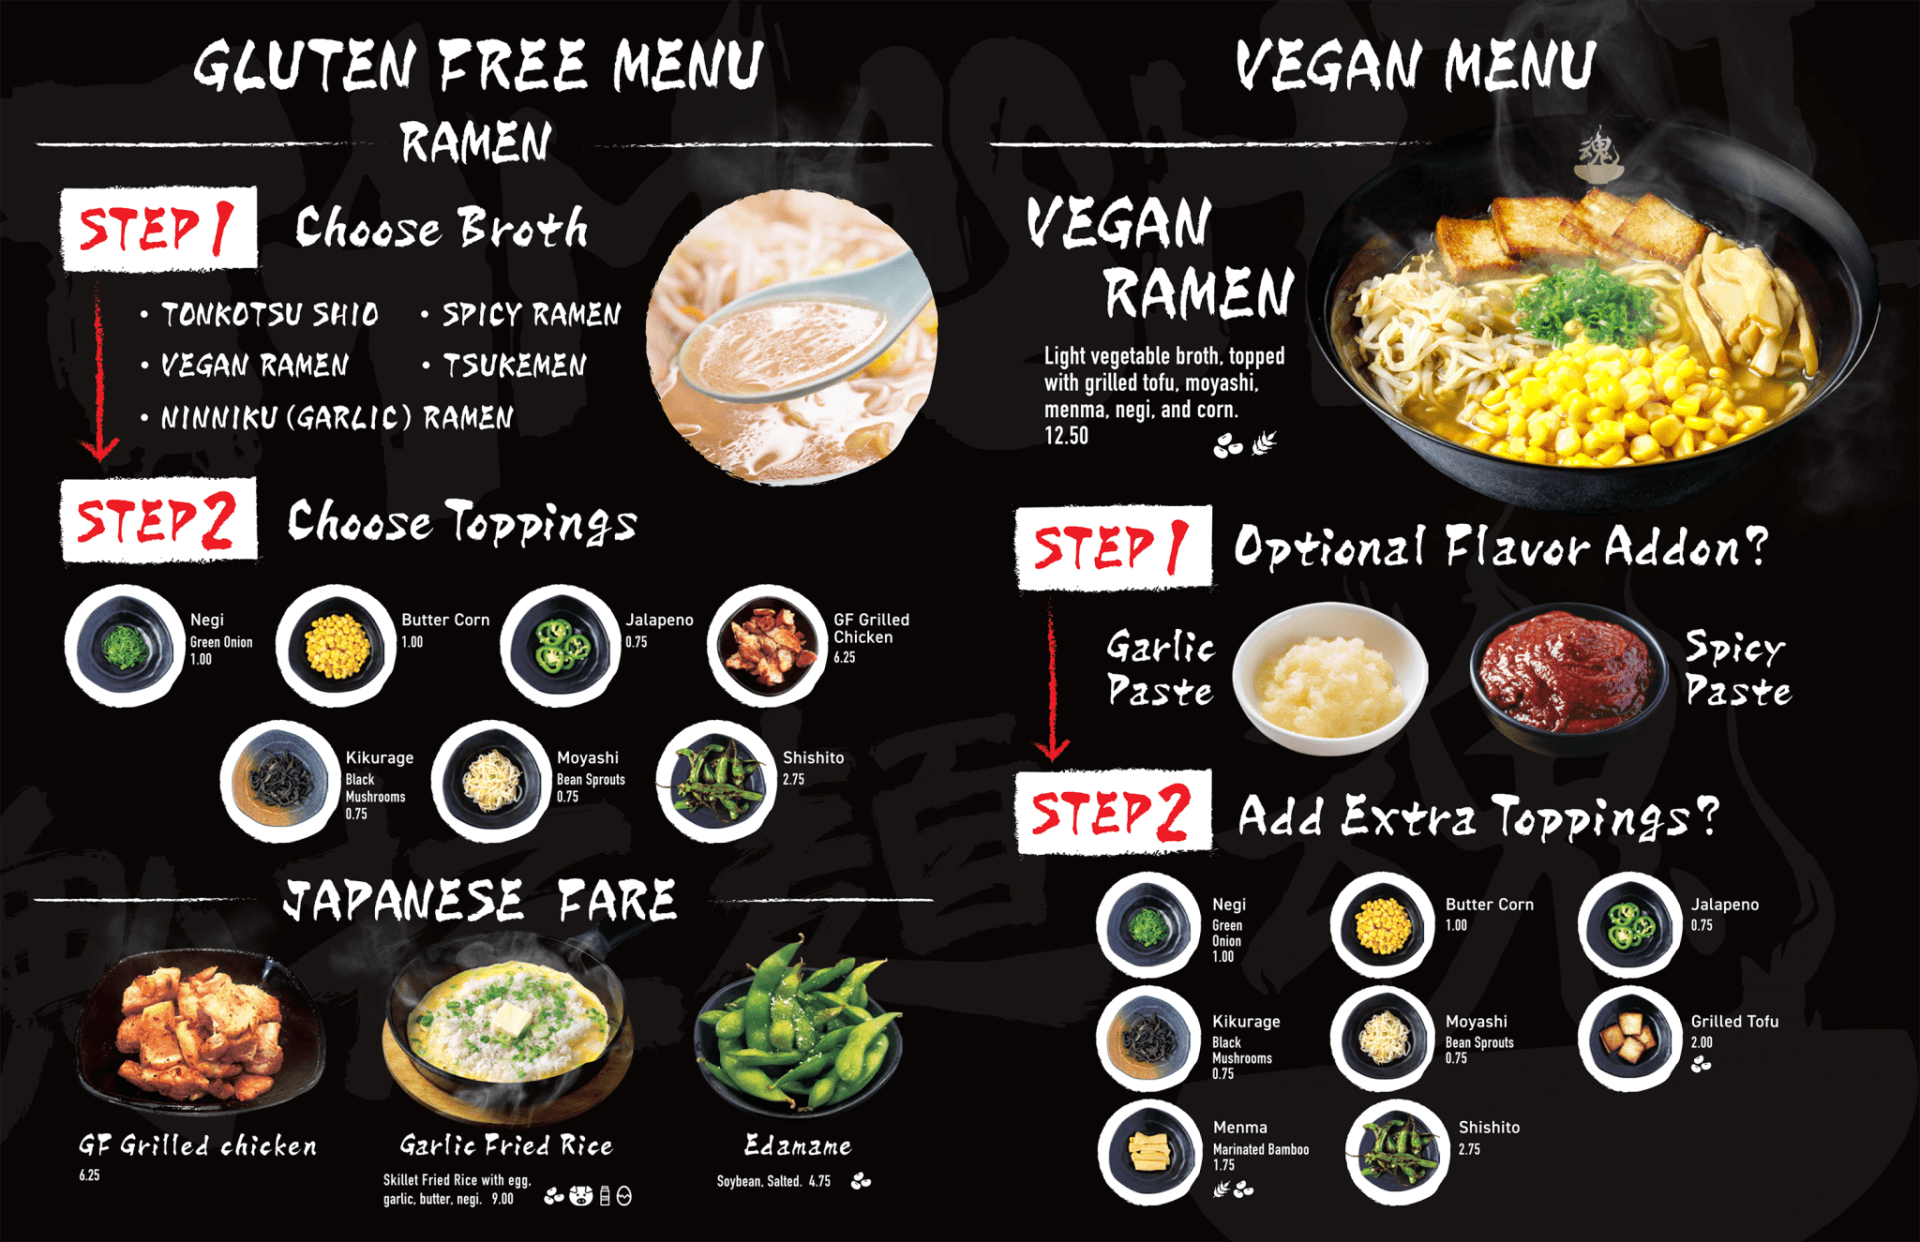 GLUTEN FREE MENU
RAMEN
STEP 1
Choose Broth
• TONKOTSU SHIO
• SPICY RAMEN
• VEGAN RAMEN
• TSUKEMEN
• NINNIKU (GARLIC) RAMEN
STEP 2
Choose Toppings
Negi
Green Onion
1.00
Butter Corn
1.00
Jalapeno
0.75
GF Grilled
Chicken
6.25
Kikurage
Black
Mushrooms
0.75
Moyashi
Bean Sprouts
0.75
Shishito
2.75
JAPANESE FARE
GF Grilled chicken
6.25
Garlic Fried Rice
Skillet Fried Rice with egg,
garlic, butter, negi. 9.00
Edamame
Soybean, Salted. 4.75
VEGAN MENU
魂
VEGAN
RAMEN
Light vegetable broth, topped
with grilled tofu, moyashi,
menma, negi, and corn.
12.50
STEP 1
Optional Flavor Addon?
Garlic
Paste
Spicy
Paste
STEP 2
Add Extra Toppings?
Negi
Green
Onion
1.00
Butter Corn
1.00
Jalapeno
0.75
Kikurage
Black
Mushrooms
0.75
Moyashi
Bean Sprouts
0.75
Grilled Tofu
2.00
Menma
Marinated Bamboo
1.75
Shishito
2.75